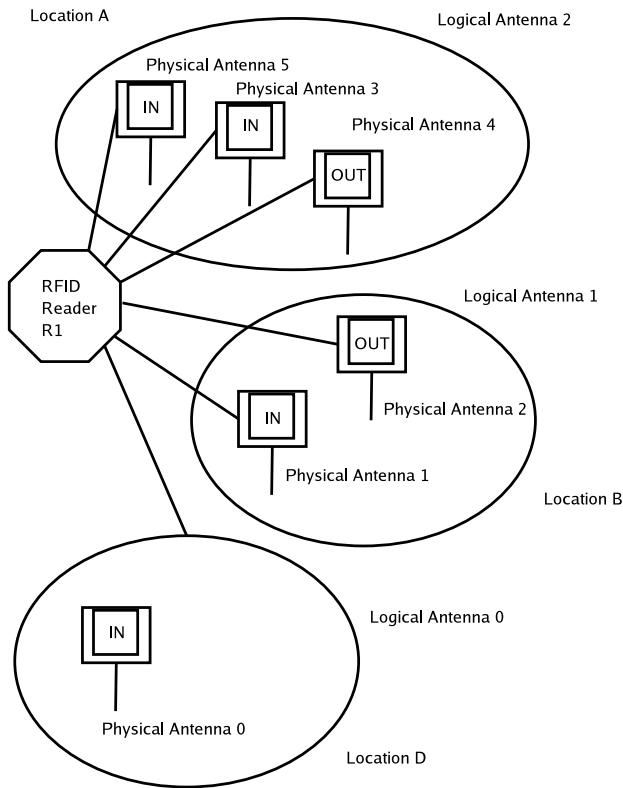 Location A
Logical Antenna 2
Physical Antenna 5
IN
Physical Antenna 3
IN
Physical Antenna 4
OUT
RFID
Reader
R1
Logical Antenna 1
OUT
Physical Antenna 2
IN
Physical Antenna 1
Location B
Logical Antenna 0
IN
Physical Antenna 0
Location D